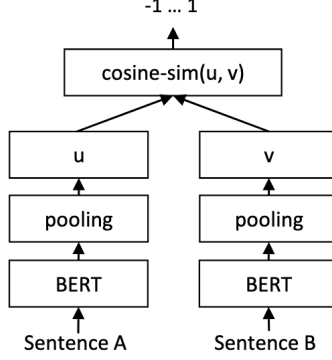 -1 … 1
cosine-sim(u, v)
u v
pooling pooling
BERT BERT
Sentence A Sentence B